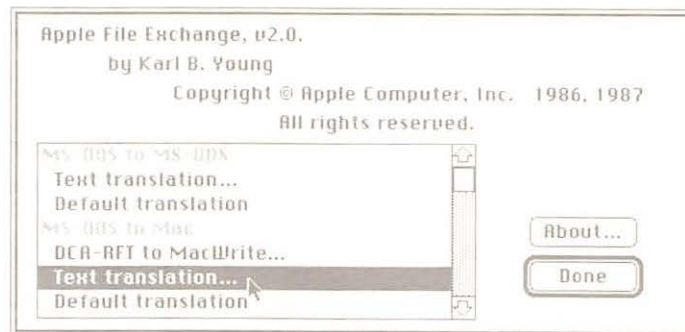 Apple File Exchange, v2.0.
by Karl B. Young
Copyright © Apple Computer, Inc. 1986, 1987
All rights reserved.
MS-DOS to MS-DOS
Text translation...
Default translation
MS-DOS to Mac
DCA-RFT to MacWrite...
Text translation...
Default translation
About...
Done